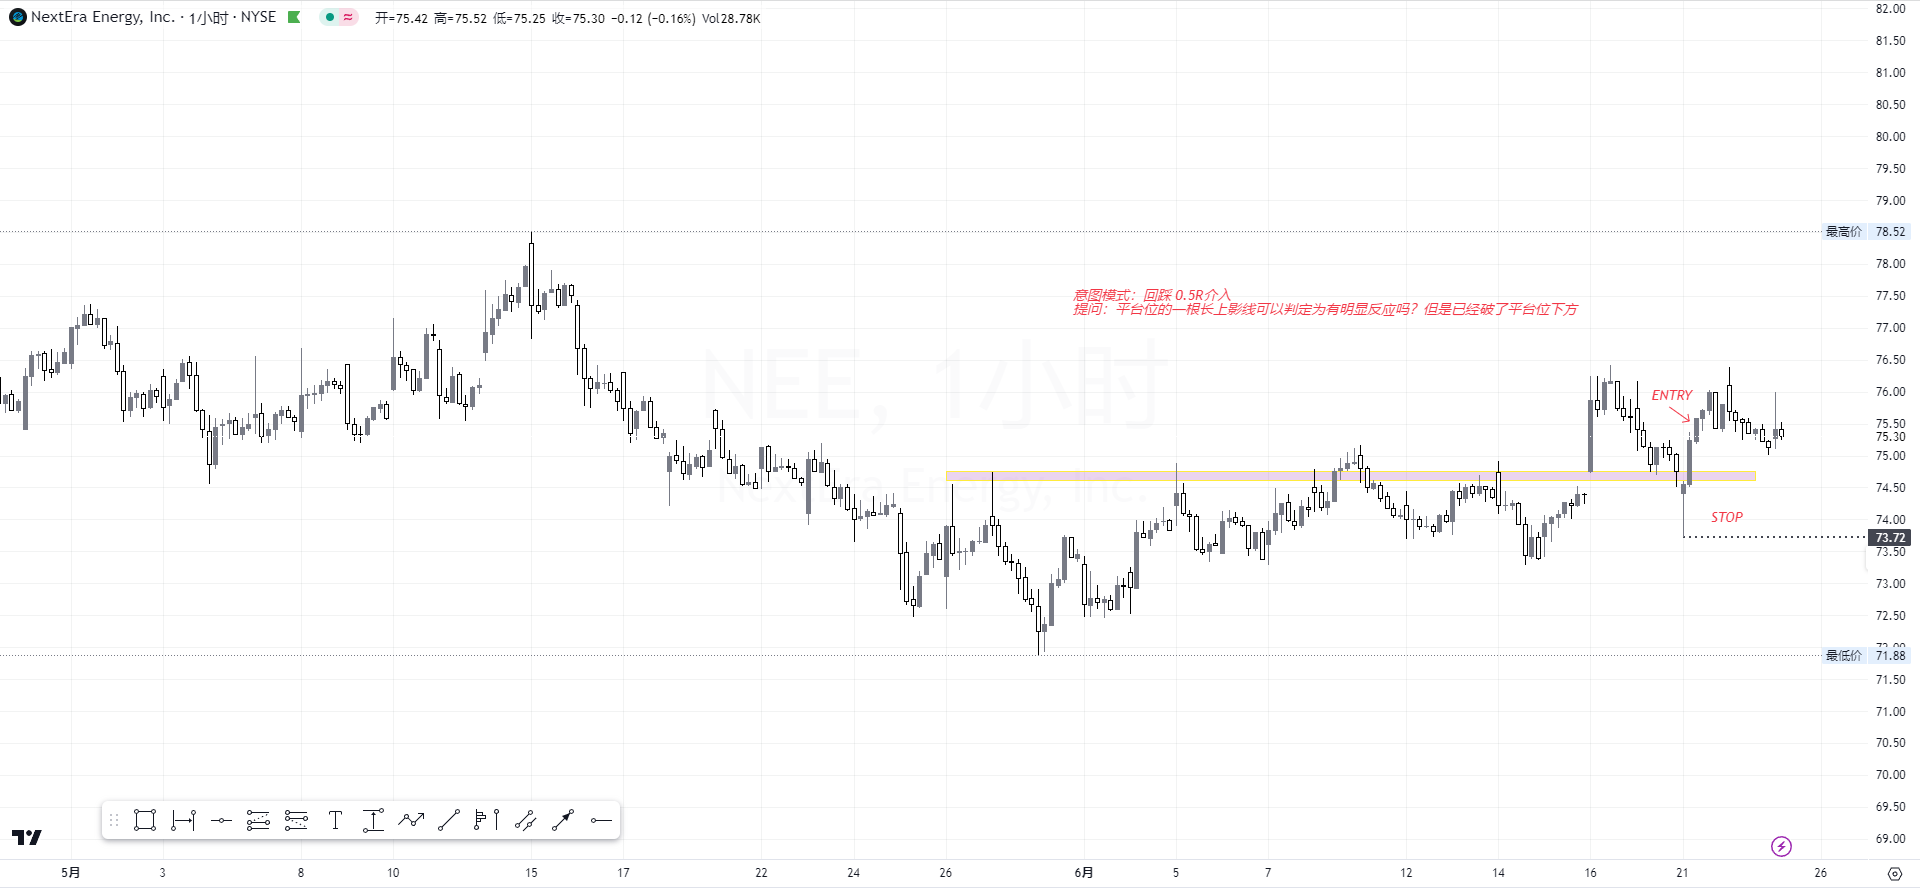 NextEra Energy, Inc. · 1小时 · NYSE 开=75.42 高=75.52 低=75.25 收=75.30 −0.12 (−0.16%) Vol28.78K
82.00
81.50
81.00
80.50
80.00
79.50
79.00
最高价 78.52
78.00
意图模式：回踩 0.5R介入
77.50
提问：平台位的一根长上影线可以判定为有明显反应吗？但是已经破了平台位下方
77.00
NEE, 1小时
76.50
ENTRY
76.00
75.50
75.30
75.00
NextEra Energy, Inc.
74.50
STOP
74.00
73.72
73.50
73.00
72.50
72.00
最低价 71.88
71.50
71.00
70.50
70.00
69.50
T
69.00
5月 3 8 10 15 17 22 24 26 6月 5 7 12 14 16 21 26